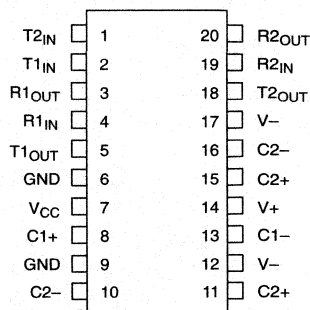 T2IN 1 20 R2OUT
T1IN 2 19 R2IN
R1OUT 3 18 T2OUT
R1IN 4 17 V–
T1OUT 5 16 C2–
GND 6 15 C2+
VCC 7 14 V+
C1+ 8 13 C1–
GND 9 12 V–
C2– 10 11 C2+